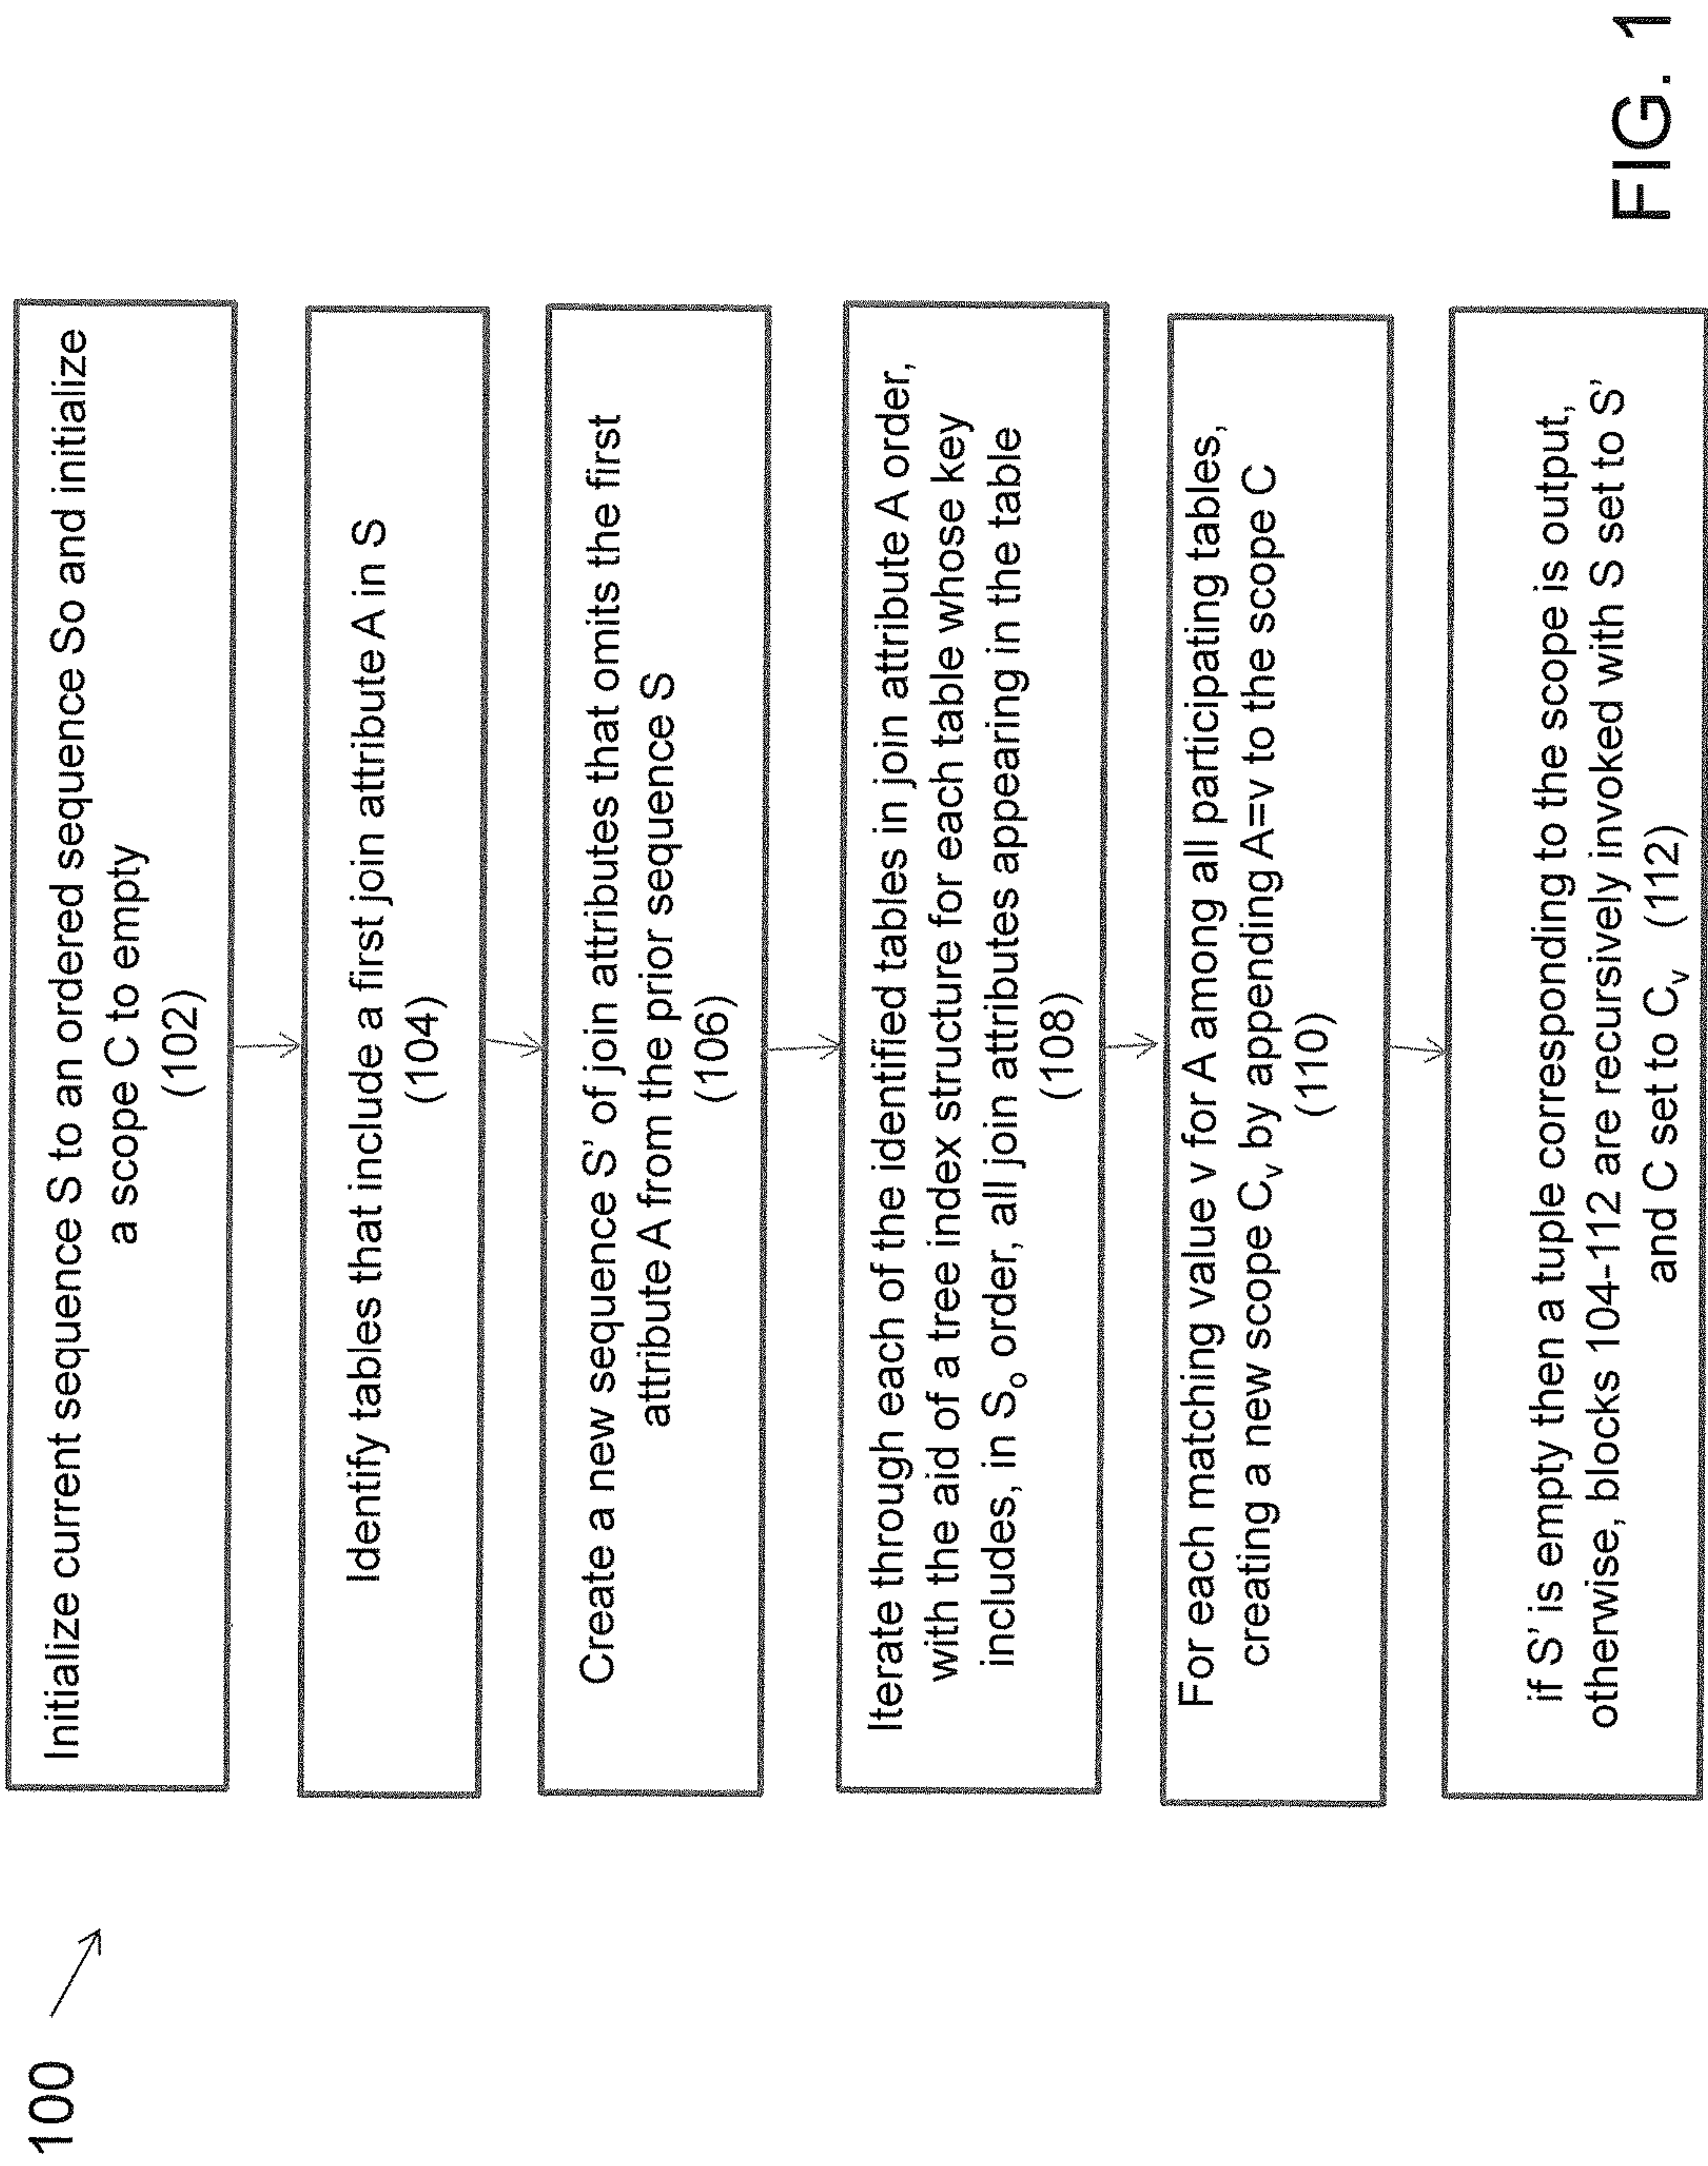 100
Initialize current sequence S to an ordered sequence So and initialize
a scope C to empty
(102)
Identify tables that include a first join attribute A in S
(104)
Create a new sequence S' of join attributes that omits the first
attribute A from the prior sequence S
(106)
Iterate through each of the identified tables in join attribute A order,
with the aid of a tree index structure for each table whose key
includes, in So order, all join attributes appearing in the table
(108)
For each matching value v for A among all participating tables,
creating a new scope Cv by appending A=v to the scope C
(110)
if S' is empty then a tuple corresponding to the scope is output,
otherwise, blocks 104-112 are recursively invoked with S set to S'
and C set to Cv (112)
FIG. 1